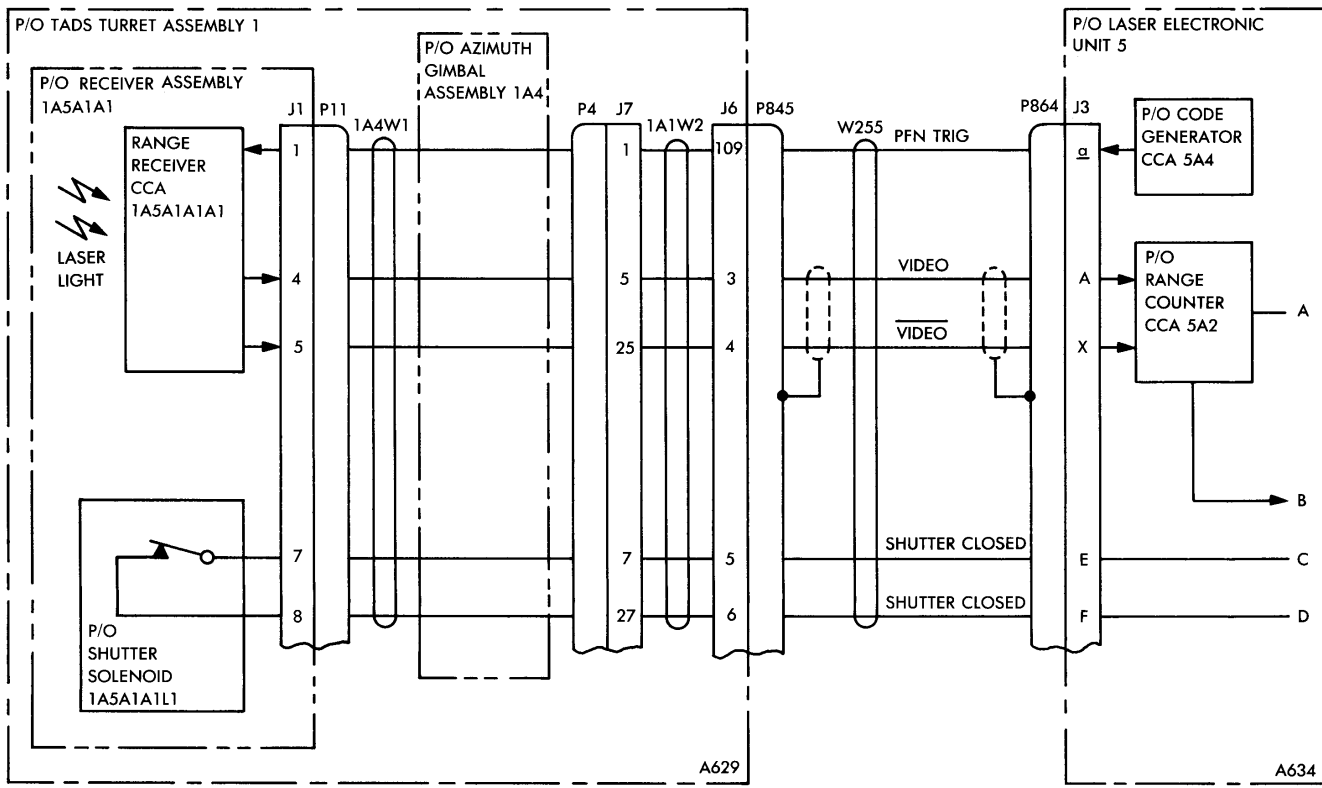 P/O TADS TURRET ASSEMBLY 1
P/O RECEIVER ASSEMBLY
1A5A1A1
P/O AZIMUTH
GIMBAL
ASSEMBLY 1A4
P/O LASER ELECTRONIC
UNIT 5
J1
P11
1A4W1
P4
J7
1A1W2
J6
P845
W255
P864
J3
RANGE
RECEIVER
CCA
1A5A1A1A1
LASER
LIGHT
1
1
109
PFN TRIG
a
P/O CODE
GENERATOR
CCA 5A4
4
5
3
VIDEO
A
5
25
4
VIDEO
X
P/O
RANGE
COUNTER
CCA 5A2
A
B
7
7
5
SHUTTER CLOSED
E
C
8
27
6
SHUTTER CLOSED
F
D
P/O
SHUTTER
SOLENOID
1A5A1A1L1
A629
A634